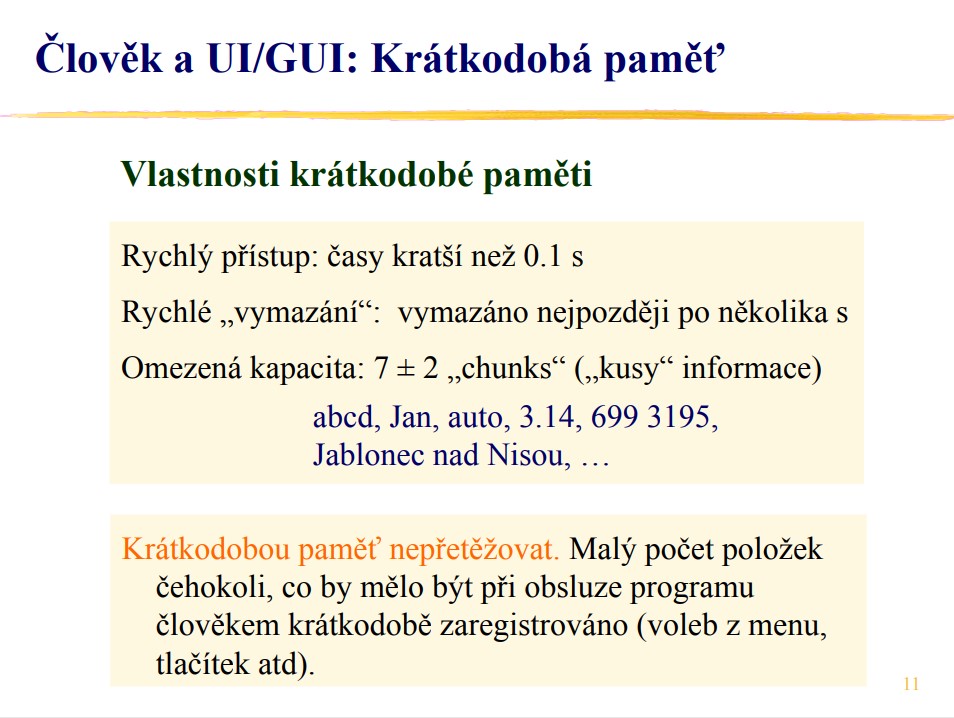 Člověk a UI/GUI: Krátkodobá paměť
Vlastnosti krátkodobé paměti
Rychlý přístup: časy kratší než 0.1 s
Rychlé „vymazání“: vymazáno nejpozději po několika s
Omezená kapacita: 7 ± 2 „chunks“ („kusy“ informace)
abcd, Jan, auto, 3.14, 699 3195,
Jablonec nad Nisou, …
Krátkodobou paměť nepřetěžovat. Malý počet položek
čehokoli, co by mělo být při obsluze programu
člověkem krátkodobě zaregistrováno (voleb z menu,
tlačítek atd).
11